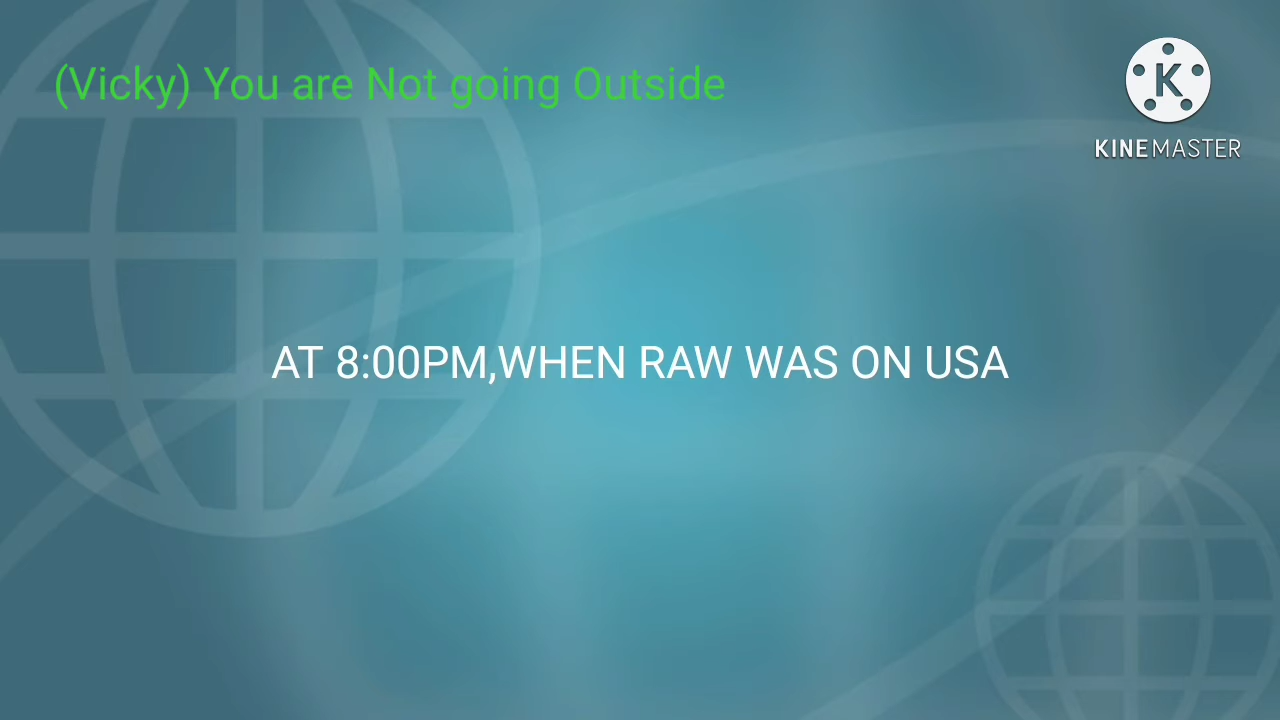 (Vicky) You are Not going Outside
K
KINEMASTER
AT 8:00PM,WHEN RAW WAS ON USA